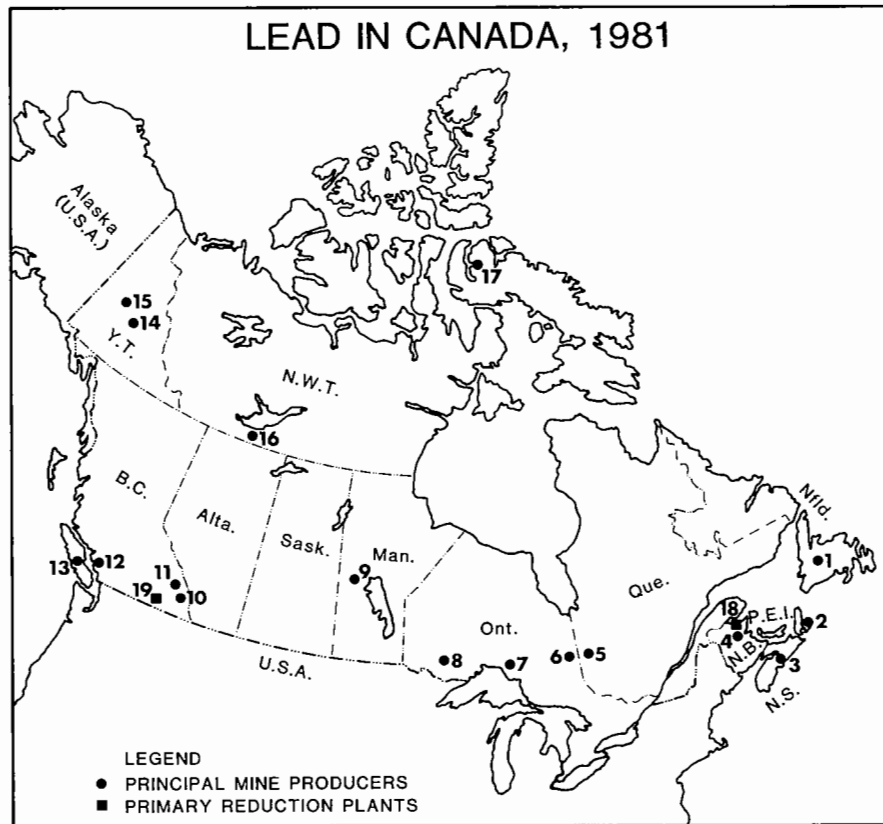 LEAD IN CANADA, 1981
Alaska
(U.S.A.)
17
15
14
Y.T.
N.W.T.
16
B.C.
Alta.
Sask.
Man.
Nfld.
13
12
11
19
10
9
Que.
1
18
P.E.I.
2
4
N.B.
3
N.S.
Ont.
8
7
6
5
U.S.A.
LEGEND
PRINCIPAL MINE PRODUCERS
PRIMARY REDUCTION PLANTS